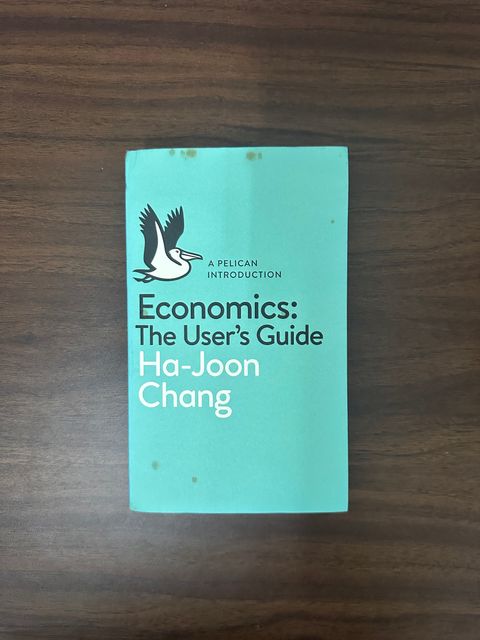 A PELICAN
INTRODUCTION
Economics:
The User's Guide
Ha-Joon
Chang